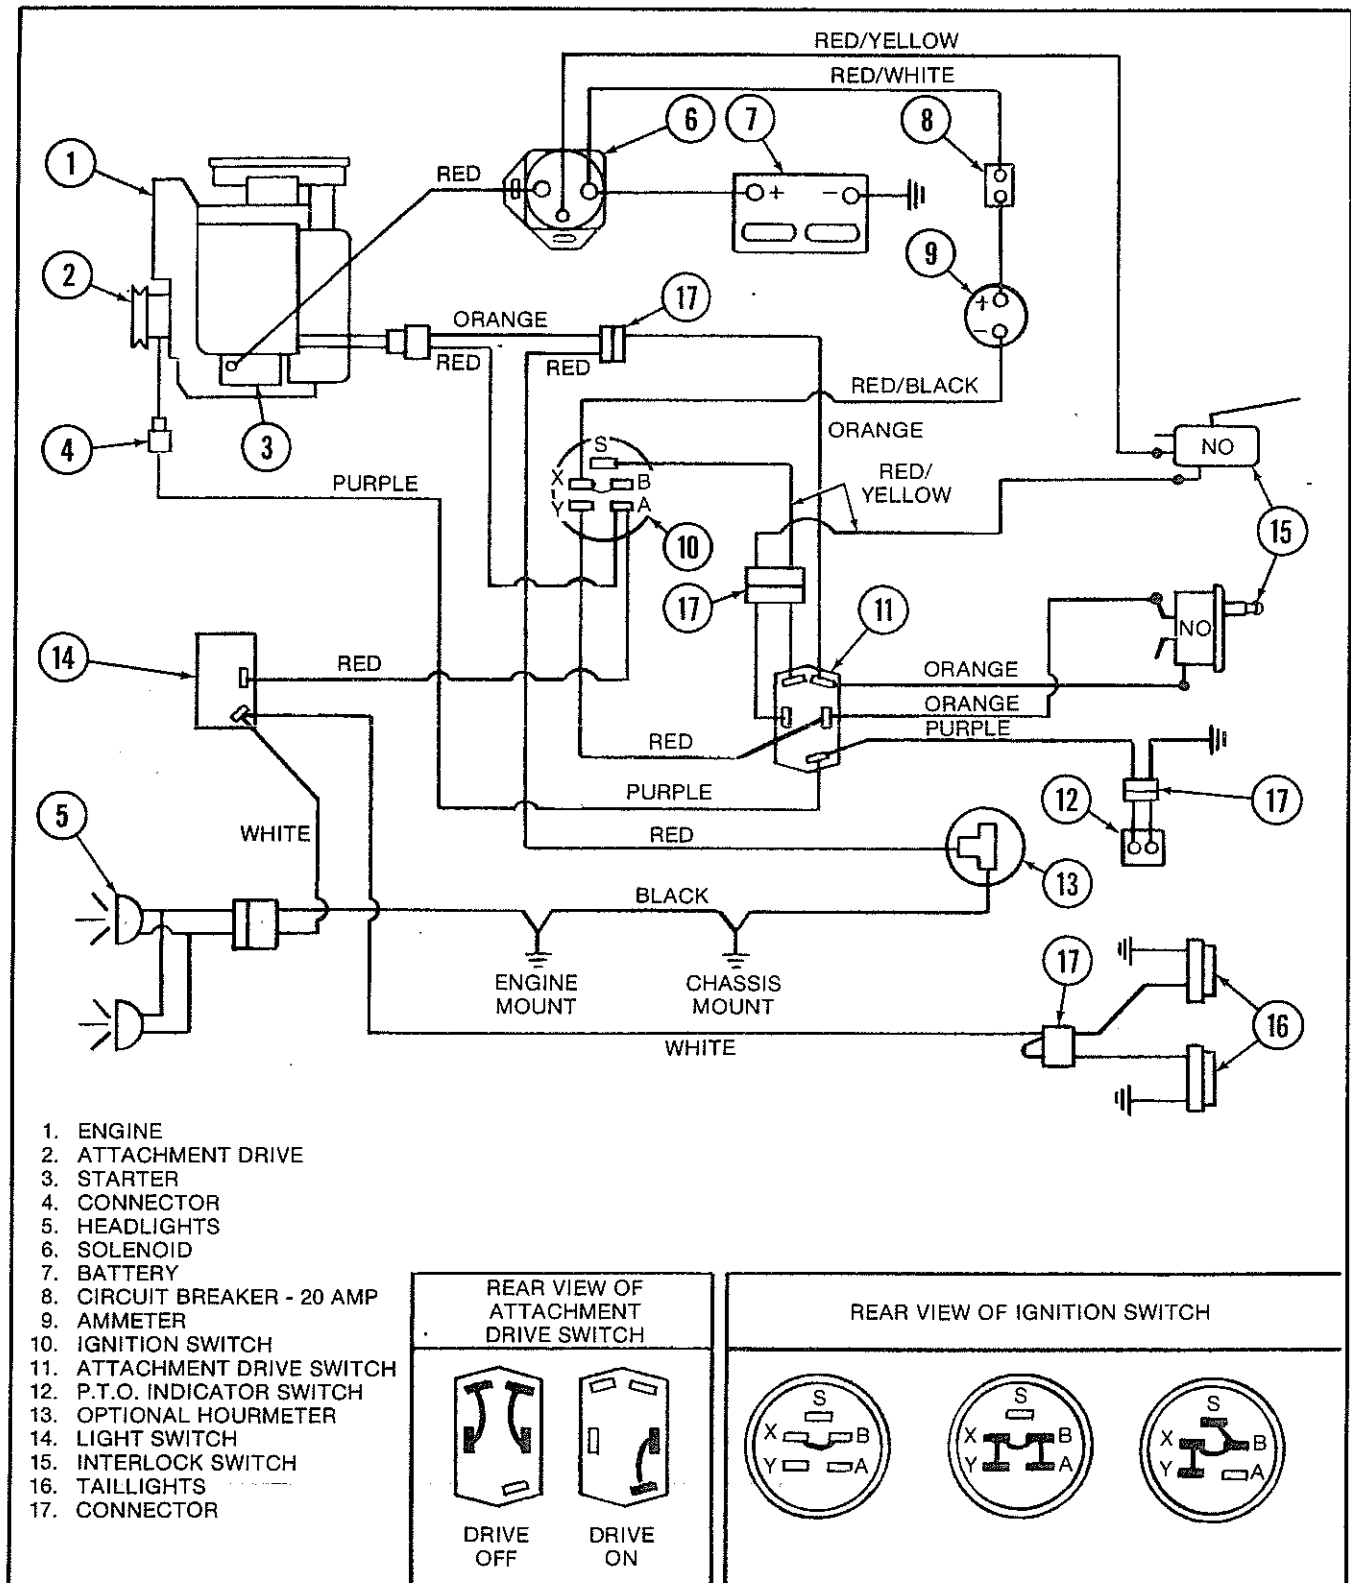 RED/YELLOW
RED/WHITE
6
7
8
1
RED
+
−
2
9
17
+
−
ORANGE
RED
RED
RED/BLACK
ORANGE
4
3
S
NO
PURPLE
X
B
RED/
YELLOW
Y
A
10
15
17
11
NO
14
RED
ORANGE
ORANGE
RED
PURPLE
5
PURPLE
12
17
WHITE
RED
13
BLACK
17
ENGINE
MOUNT
CHASSIS
MOUNT
16
WHITE
1. ENGINE
2. ATTACHMENT DRIVE
3. STARTER
4. CONNECTOR
5. HEADLIGHTS
6. SOLENOID
7. BATTERY
8. CIRCUIT BREAKER - 20 AMP
9. AMMETER
10. IGNITION SWITCH
11. ATTACHMENT DRIVE SWITCH
12. P.T.O. INDICATOR SWITCH
13. OPTIONAL HOURMETER
14. LIGHT SWITCH
15. INTERLOCK SWITCH
16. TAILLIGHTS
17. CONNECTOR
REAR VIEW OF
ATTACHMENT
DRIVE SWITCH
DRIVE
OFF
DRIVE
ON
REAR VIEW OF IGNITION SWITCH
S
X B
Y A
S
X B
Y A
S
X B
Y A